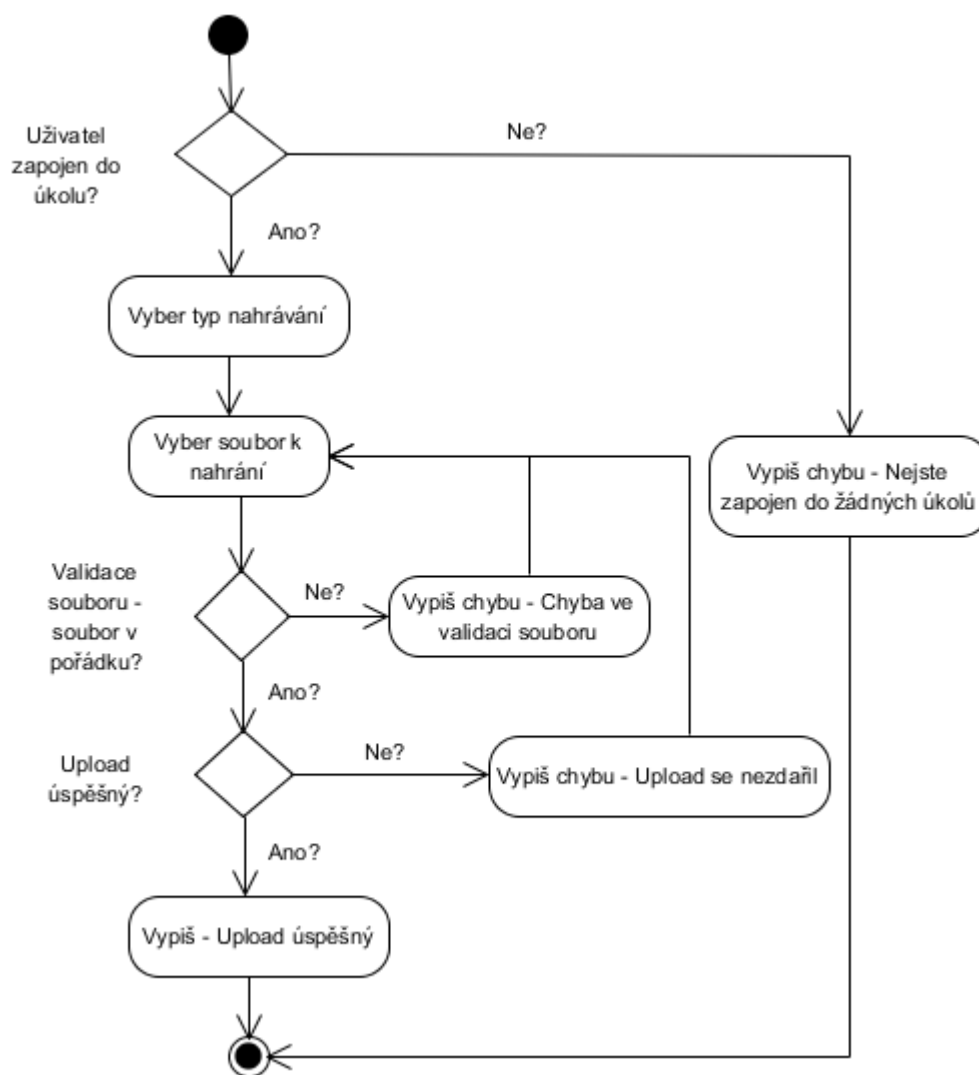 Ne?
Uživatel
zapojen do
úkolu?
Ano?
Vyber typ nahrávání
Vyber soubor k
nahrání
Vypiš chybu - Nejste
zapojen do žádných úkolů
Validace
souboru -
soubor v
pořádku?
Ne?
Vypiš chybu - Chyba ve
validaci souboru
Ano?
Upload
úspěšný?
Ne?
Vypiš chybu - Upload se nezdařil
Ano?
Vypiš - Upload úspěšný